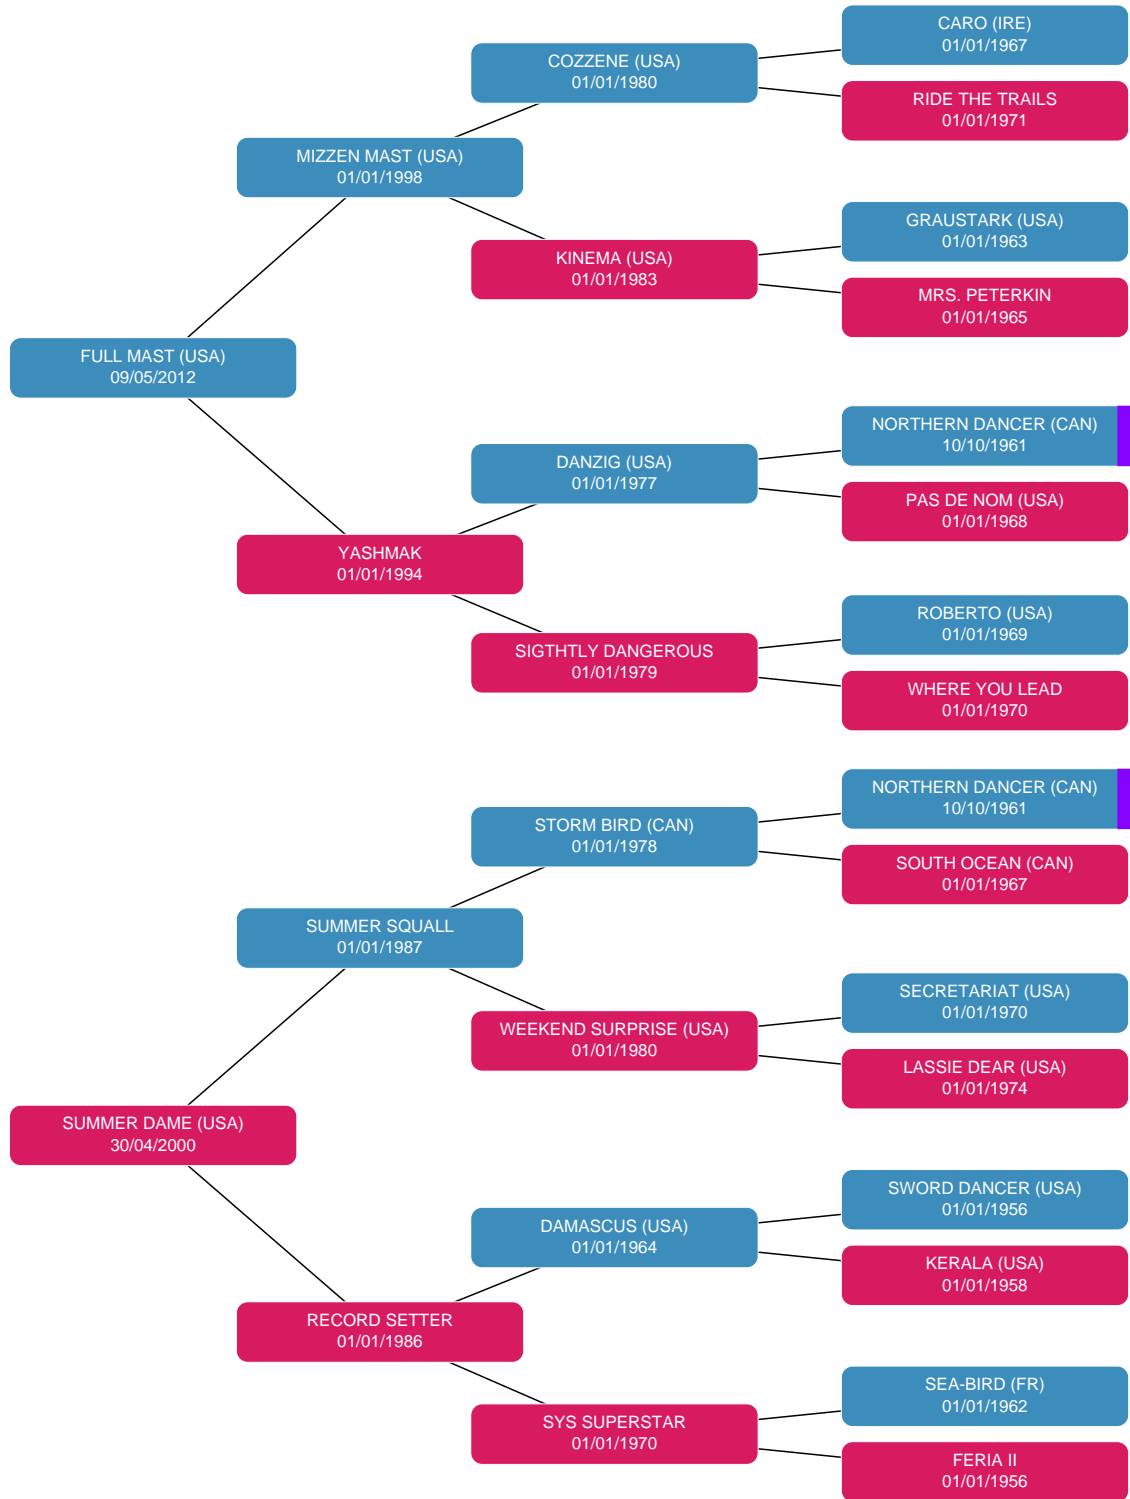 CARO (IRE)
01/01/1967
COZZENE (USA)
01/01/1980
RIDE THE TRAILS
01/01/1971
MIZZEN MAST (USA)
01/01/1998
GRAUSTARK (USA)
01/01/1963
KINEMA (USA)
01/01/1983
MRS. PETERKIN
01/01/1965
FULL MAST (USA)
09/05/2012
NORTHERN DANCER (CAN)
10/10/1961
DANZIG (USA)
01/01/1977
PAS DE NOM (USA)
01/01/1968
YASHMAK
01/01/1994
ROBERTO (USA)
01/01/1969
SIGTHTLY DANGEROUS
01/01/1979
WHERE YOU LEAD
01/01/1970
NORTHERN DANCER (CAN)
10/10/1961
STORM BIRD (CAN)
01/01/1978
SOUTH OCEAN (CAN)
01/01/1967
SUMMER SQUALL
01/01/1987
SECRETARIAT (USA)
01/01/1970
WEEKEND SURPRISE (USA)
01/01/1980
LASSIE DEAR (USA)
01/01/1974
SUMMER DAME (USA)
30/04/2000
SWORD DANCER (USA)
01/01/1956
DAMASCUS (USA)
01/01/1964
KERALA (USA)
01/01/1958
RECORD SETTER
01/01/1986
SEA-BIRD (FR)
01/01/1962
SYS SUPERSTAR
01/01/1970
FERIA II
01/01/1956